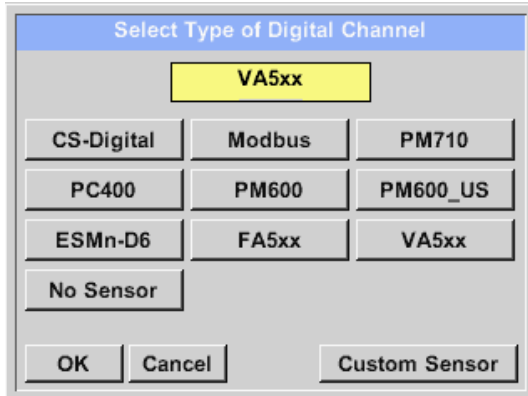 Select Type of Digital Channel
VA5xx
CS-Digital Modbus PM710
PC400 PM600 PM600_US
ESMn-D6 FA5xx VA5xx
No Sensor
OK Cancel Custom Sensor